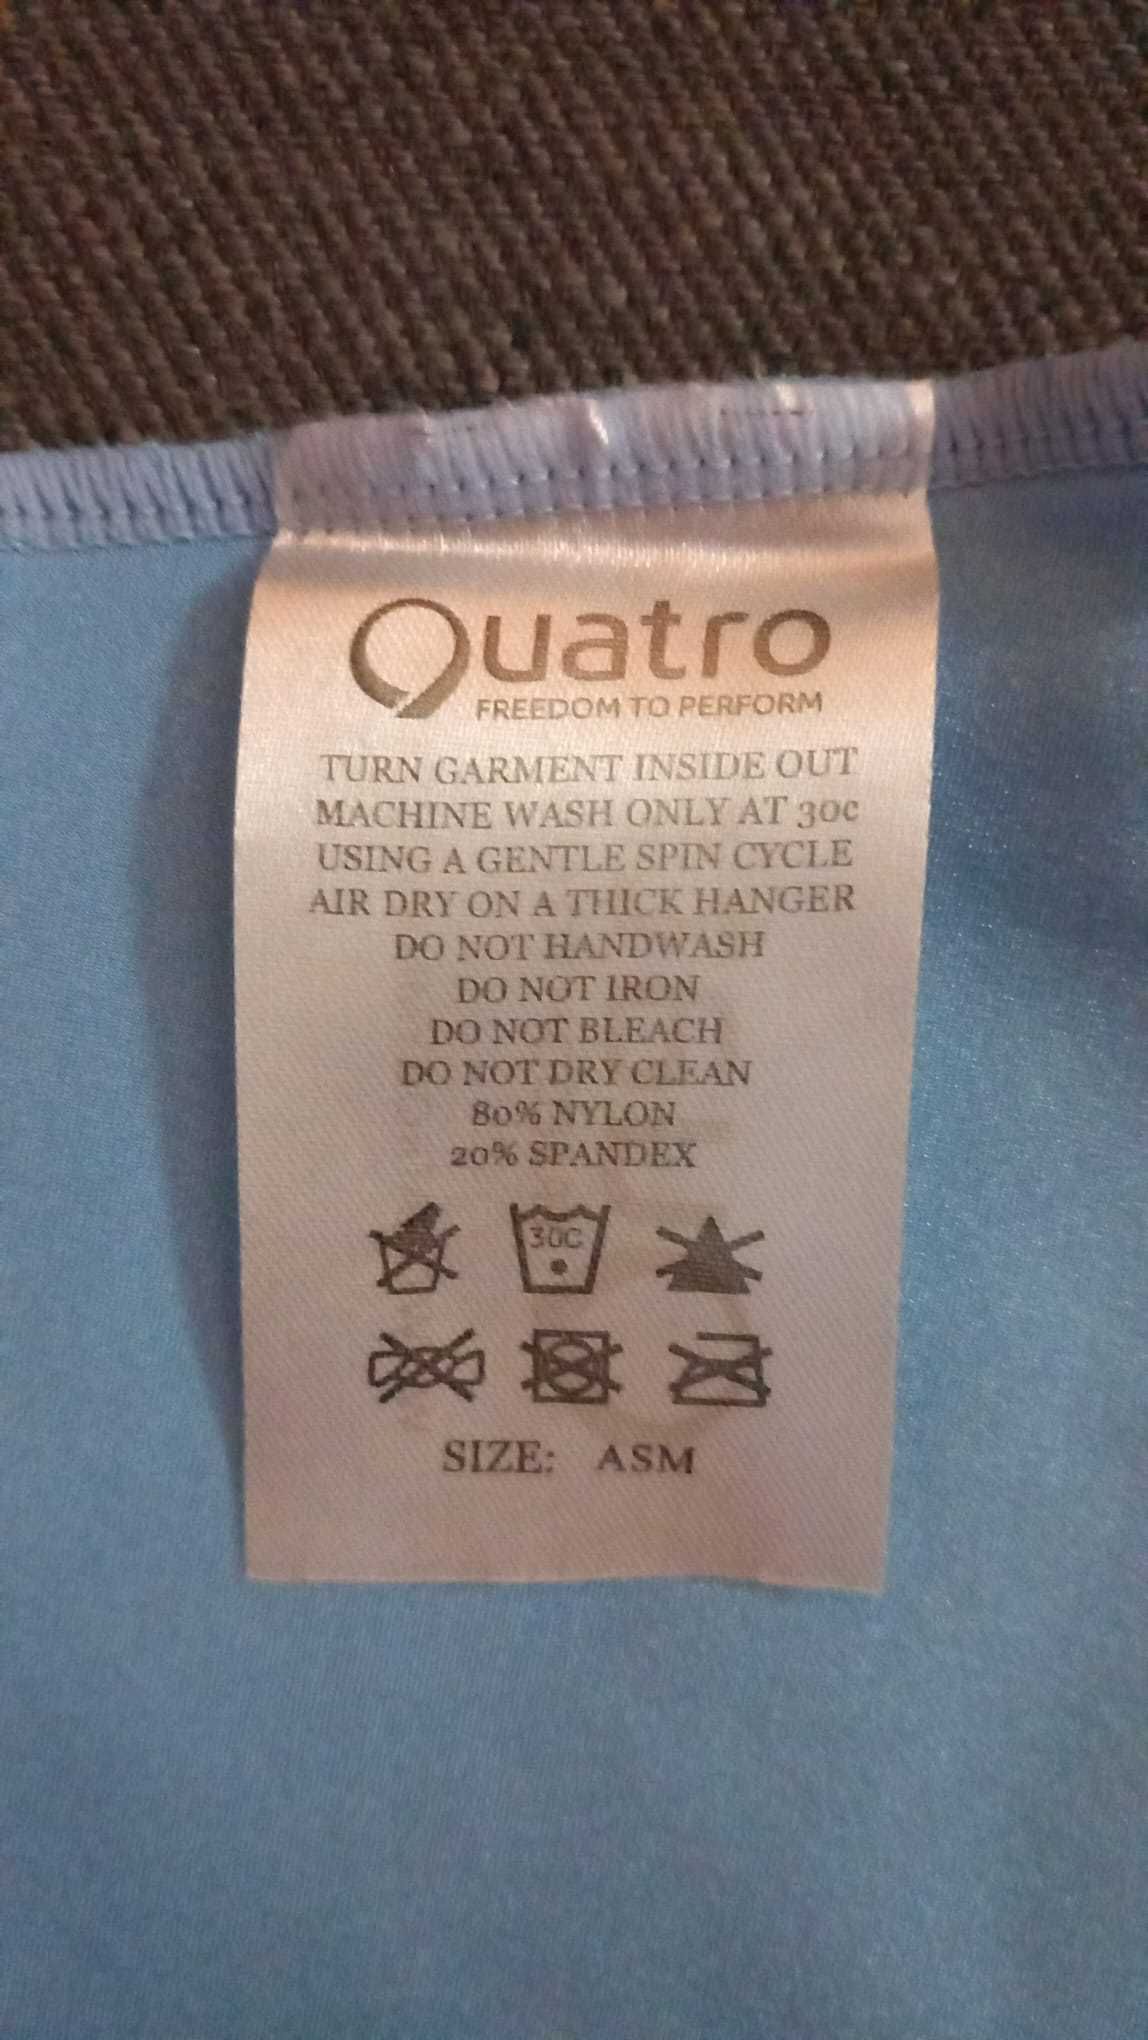 Quatro
FREEDOM TO PERFORM
TURN GARMENT INSIDE OUT
MACHINE WASH ONLY AT 30c
USING A GENTLE SPIN CYCLE
AIR DRY ON A THICK HANGER
DO NOT HANDWASH
DO NOT IRON
DO NOT BLEACH
DO NOT DRY CLEAN
80% NYLON
20% SPANDEX
30C
SIZE: ASM